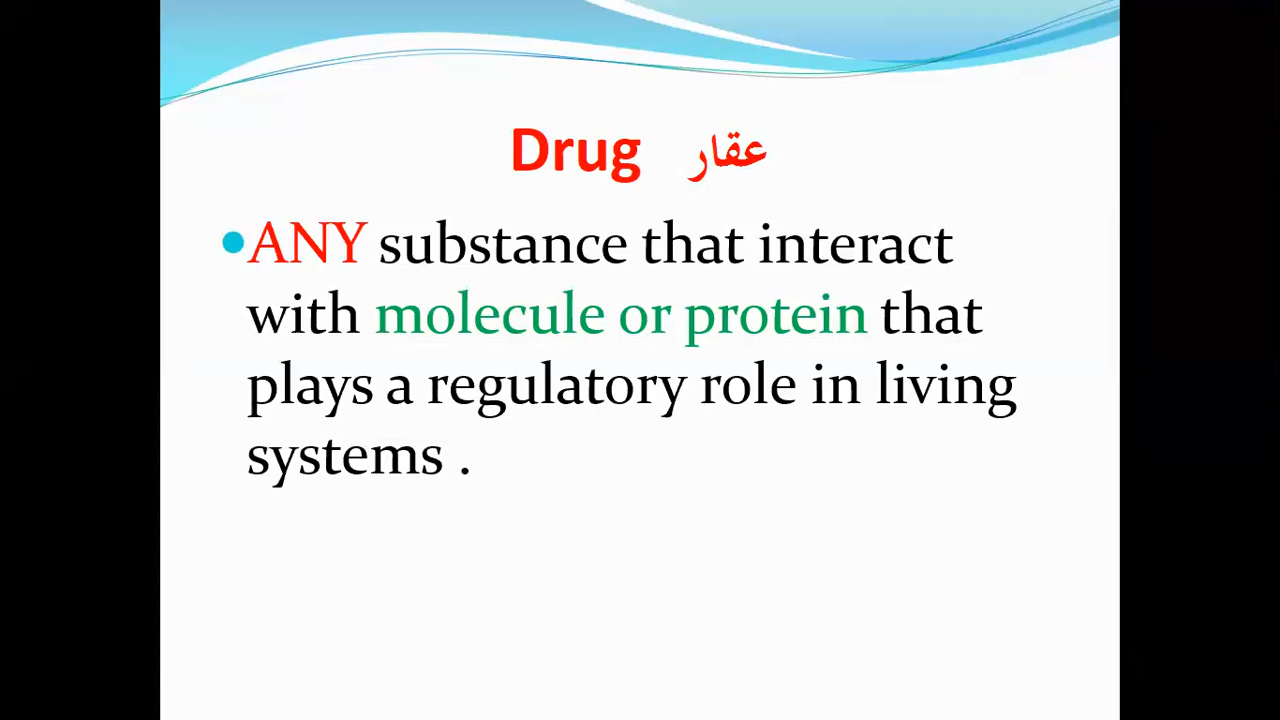 Drug عقار
ANY substance that interact
with molecule or protein that
plays a regulatory role in living
systems .